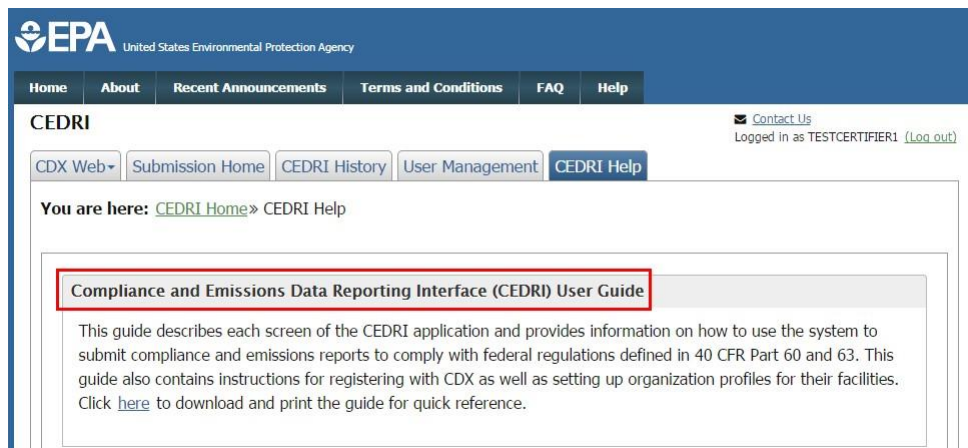 EPA United States Environmental Protection Agency
Home About Recent Announcements Terms and Conditions FAQ Help
CEDRI
Contact Us
Logged in as TESTCERTIFIER1 (Log out)
CDX Web Submission Home CEDRI History User Management CEDRI Help
You are here: CEDRI Home» CEDRI Help
Compliance and Emissions Data Reporting Interface (CEDRI) User Guide
This guide describes each screen of the CEDRI application and provides information on how to use the system to
submit compliance and emissions reports to comply with federal regulations defined in 40 CFR Part 60 and 63. This
guide also contains instructions for registering with CDX as well as setting up organization profiles for their facilities.
Click here to download and print the guide for quick reference.